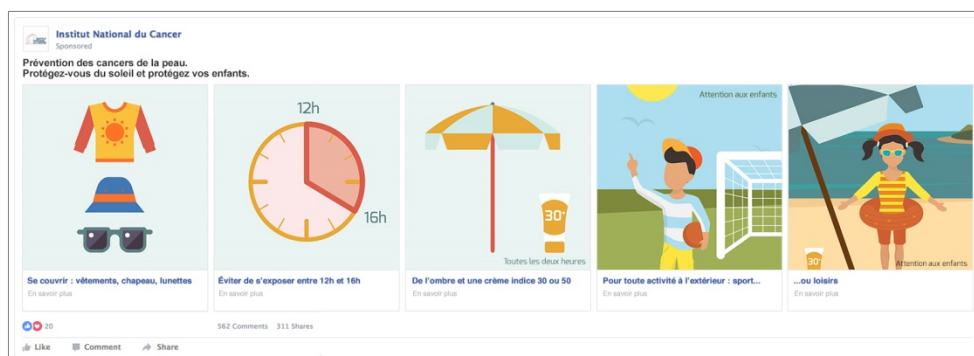 Institut National du Cancer
Sponsored
Prévention des cancers de la peau.
Protégez-vous du soleil et protégez vos enfants.
12h
16h
30+
Toutes les deux heures
Attention aux enfants
30+
Attention aux enfants
Se couvrir : vêtements, chapeau, lunettes
En savoir plus
Éviter de s'exposer entre 12h et 16h
En savoir plus
De l'ombre et une crème indice 30 ou 50
En savoir plus
Pour toute activité à l'extérieur : sport...
En savoir plus
...ou loisirs
En savoir plus
20
562 Comments 311 Shares
Like Comment Share